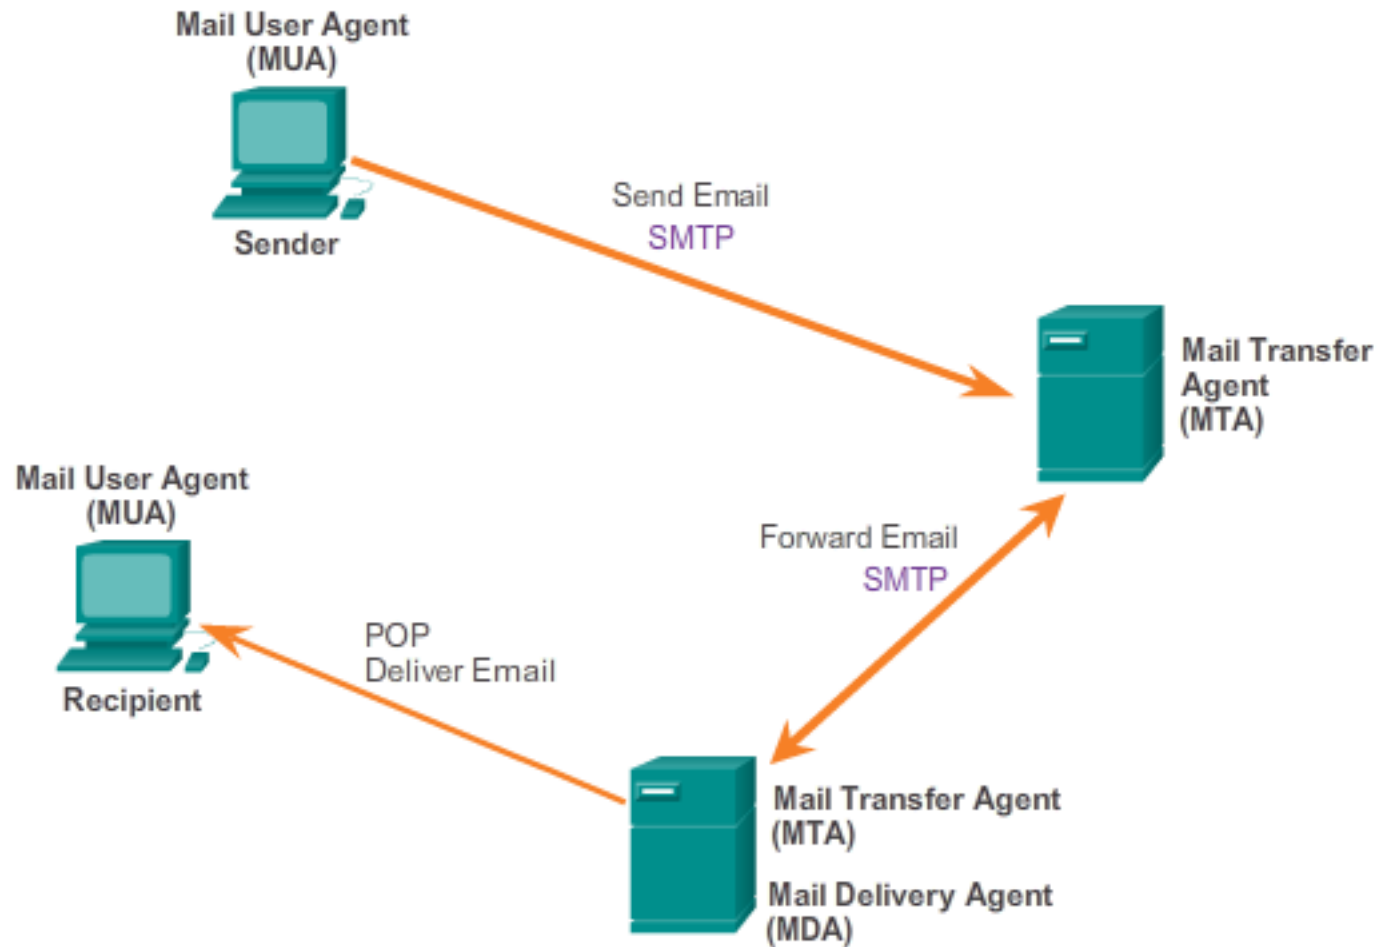 Mail User Agent
(MUA)
Sender
Send Email
SMTP
Mail Transfer
Agent
(MTA)
Mail User Agent
(MUA)
Recipient
Forward Email
SMTP
POP
Deliver Email
Mail Transfer Agent
(MTA)
Mail Delivery Agent
(MDA)